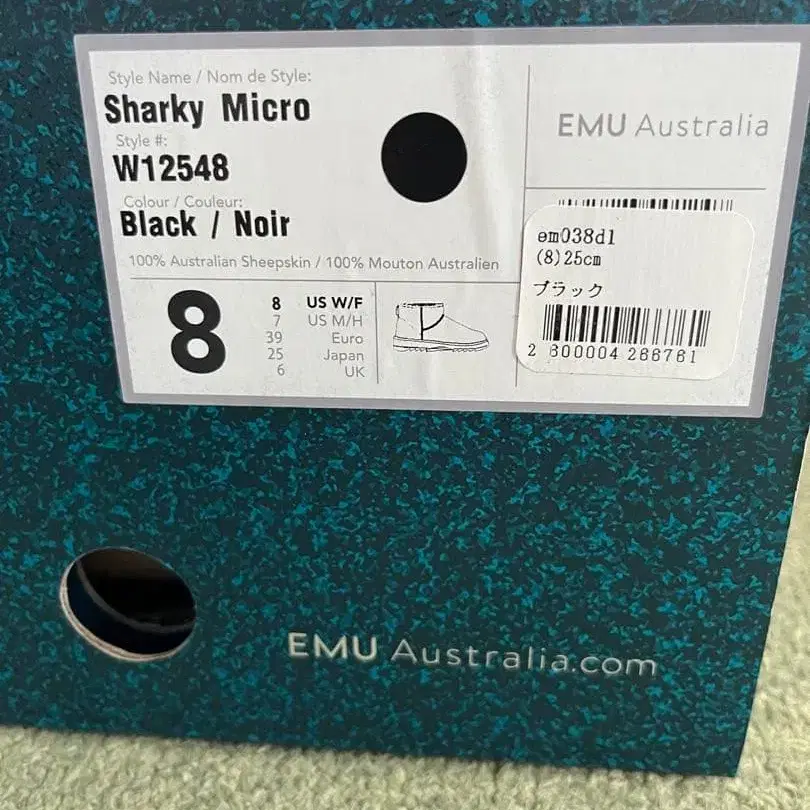 Style Name / Nom de Style:
Sharky Micro
Style #:
W12548
Colour / Couleur:
Black / Noir
100% Australian Sheepskin / 100% Mouton Australien
8
8 US W/F
7 US M/H
39 Euro
25 Japan
6 UK
EMU Australia
em038d1
(8)25cm
ブラック
2 800004 286761
EMU Australia.com